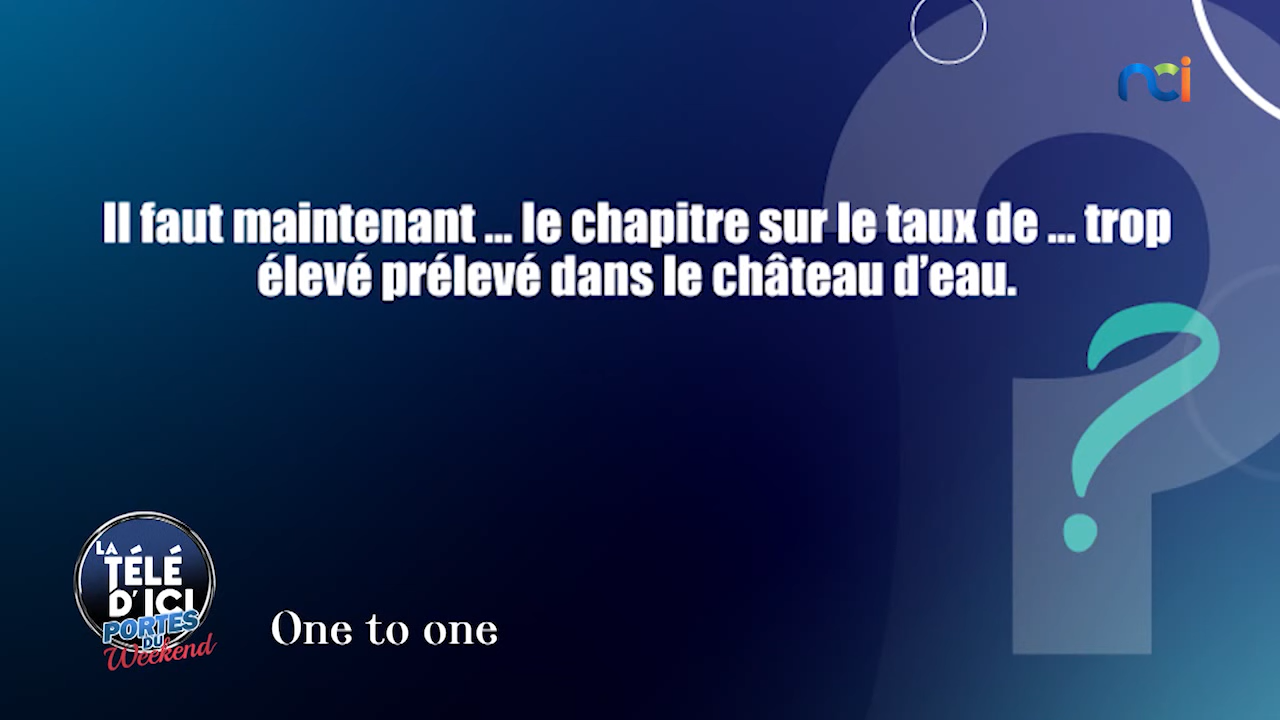 nci
Il faut maintenant ... le chapitre sur le taux de ... trop
élevé prélevé dans le château d’eau.
LA
TÉLÉ
D’ICI
PORTES
DU
Weekend
One to one